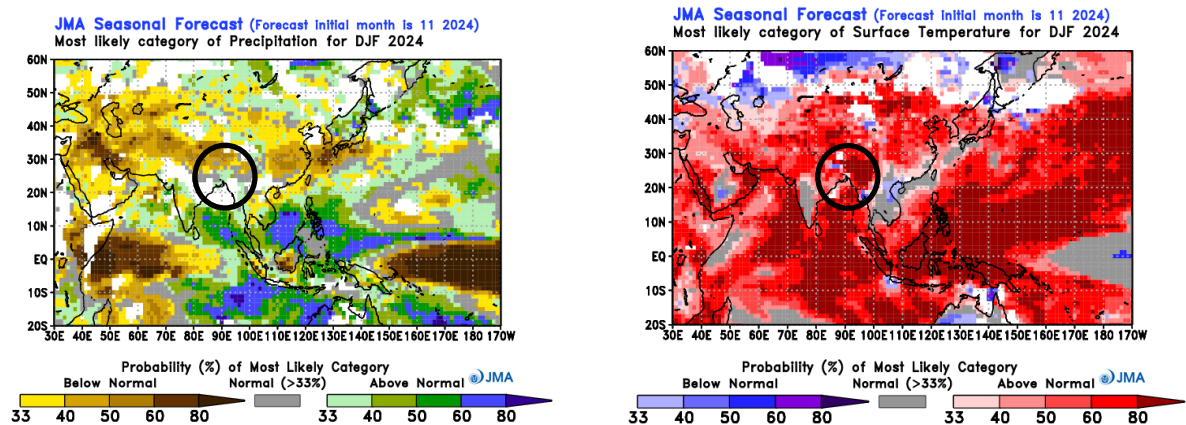 JMA Seasonal Forecast (Forecast initial month is 11 2024)
Most likely category of Precipitation for DJF 2024
60N
50N
40N
30N
20N
10N
EQ
10S
20S
30E 40E 50E 60E 70E 80E 90E 100E 110E 120E 130E 140E 150E 160E 170E 180 170W
Probability (%) of Most Likely Category
Below Normal Normal (>33%) Above Normal JMA
33 40 50 60 80 33 40 50 60 80
JMA Seasonal Forecast (Forecast initial month is 11 2024)
Most likely category of Surface Temperature for DJF 2024
60N
50N
40N
30N
20N
10N
EQ
10S
20S
30E 40E 50E 60E 70E 80E 90E 100E 110E 120E 130E 140E 150E 160E 170E 180 170W
Probability (%) of Most Likely Category
Below Normal Normal (>33%) Above Normal JMA
33 40 50 60 80 33 40 50 60 80